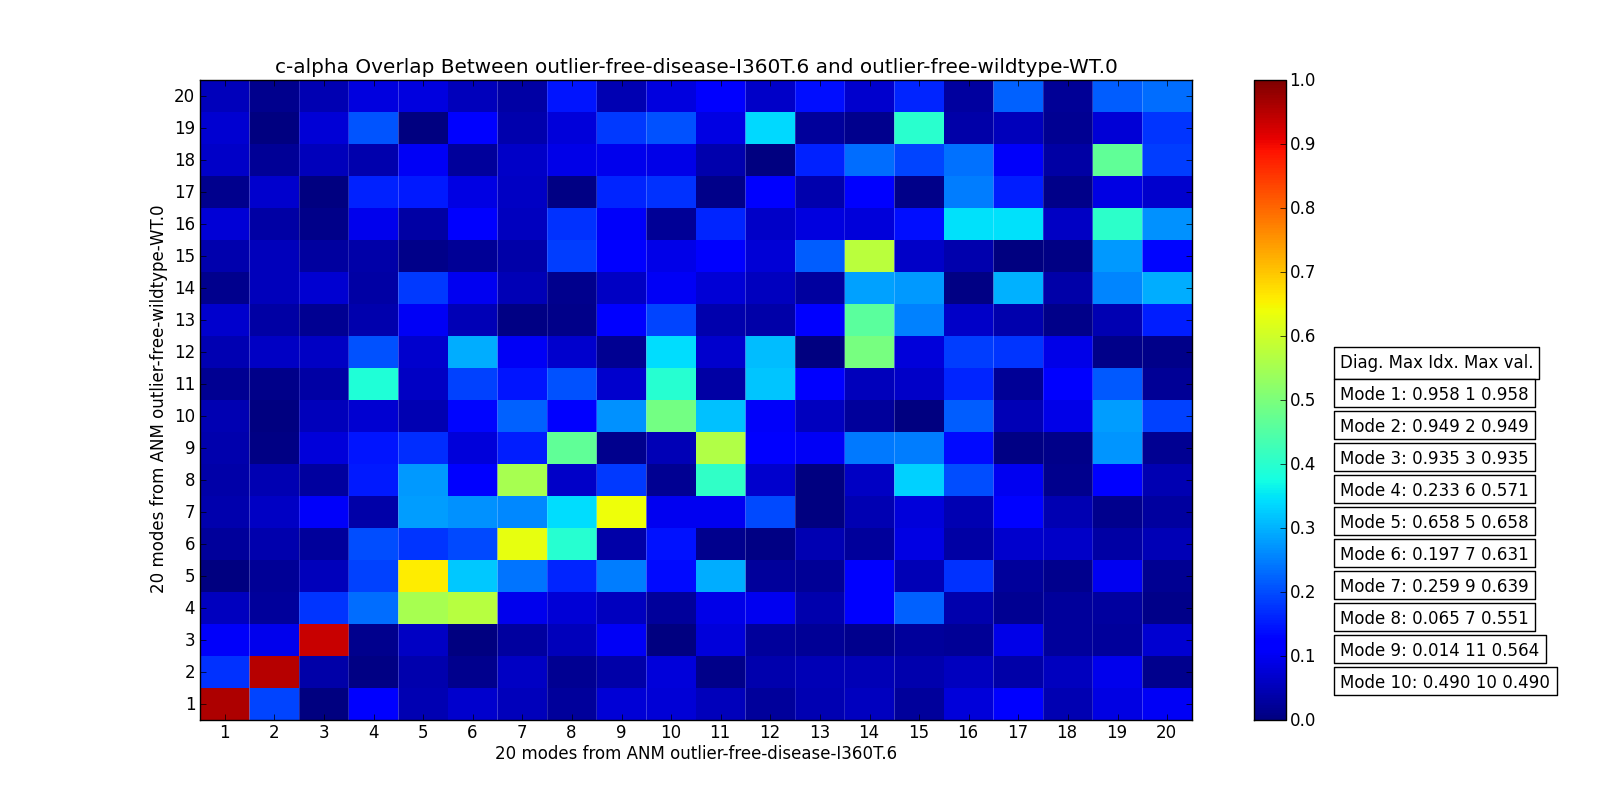 c-alpha Overlap Between outlier-free-disease-I360T.6 and outlier-free-wildtype-WT.0
20 modes from ANM outlier-free-wildtype-WT.0
20
19
18
17
16
15
14
13
12
11
10
9
8
7
6
5
4
3
2
1
1 2 3 4 5 6 7 8 9 10 11 12 13 14 15 16 17 18 19 20
20 modes from ANM outlier-free-disease-I360T.6
1.0
0.9
0.8
0.7
0.6
0.5
0.4
0.3
0.2
0.1
0.0
Diag. Max Idx. Max val.
Mode 1: 0.958 1 0.958
Mode 2: 0.949 2 0.949
Mode 3: 0.935 3 0.935
Mode 4: 0.233 6 0.571
Mode 5: 0.658 5 0.658
Mode 6: 0.197 7 0.631
Mode 7: 0.259 9 0.639
Mode 8: 0.065 7 0.551
Mode 9: 0.014 11 0.564
Mode 10: 0.490 10 0.490